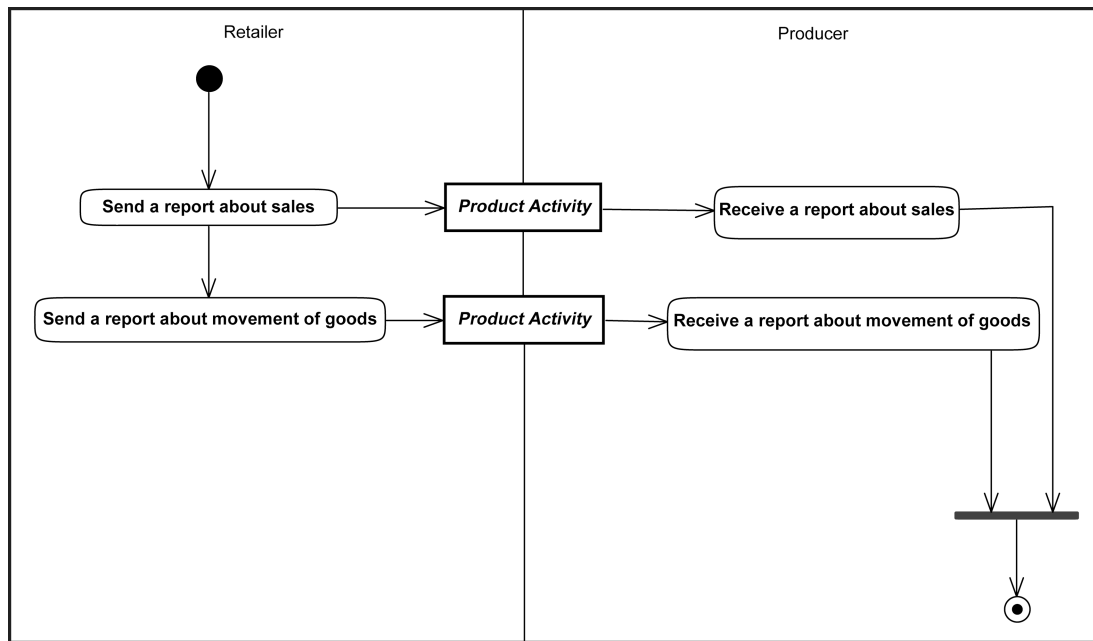 Retailer
Producer
Send a report about sales
Product Activity
Receive a report about sales
Send a report about movement of goods
Product Activity
Receive a report about movement of goods